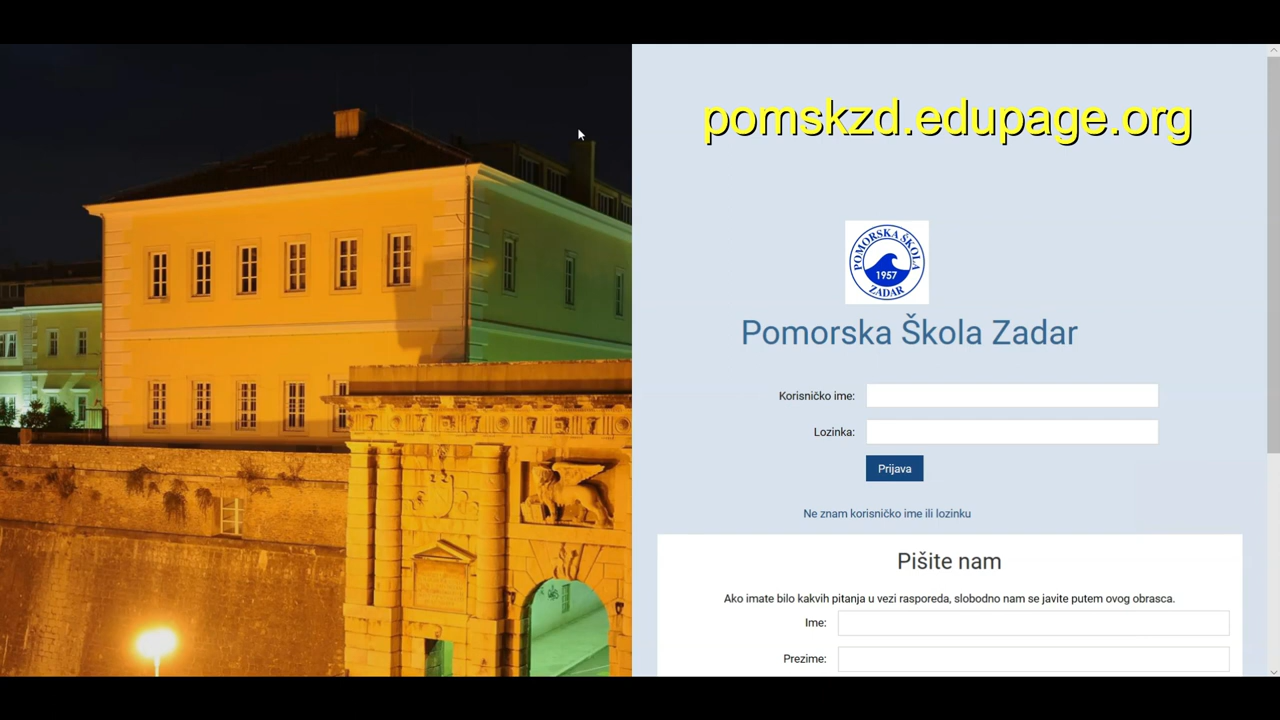 pomskzd.edupage.org
POMORSKA ŠKOLA
1957
ZADAR
Pomorska Škola Zadar
Korisničko ime:
Lozinka:
Prijava
Ne znam korisničko ime ili lozinku
Pišite nam
Ako imate bilo kakvih pitanja u vezi rasporeda, slobodno nam se javite putem ovog obrasca.
Ime:
Prezime: